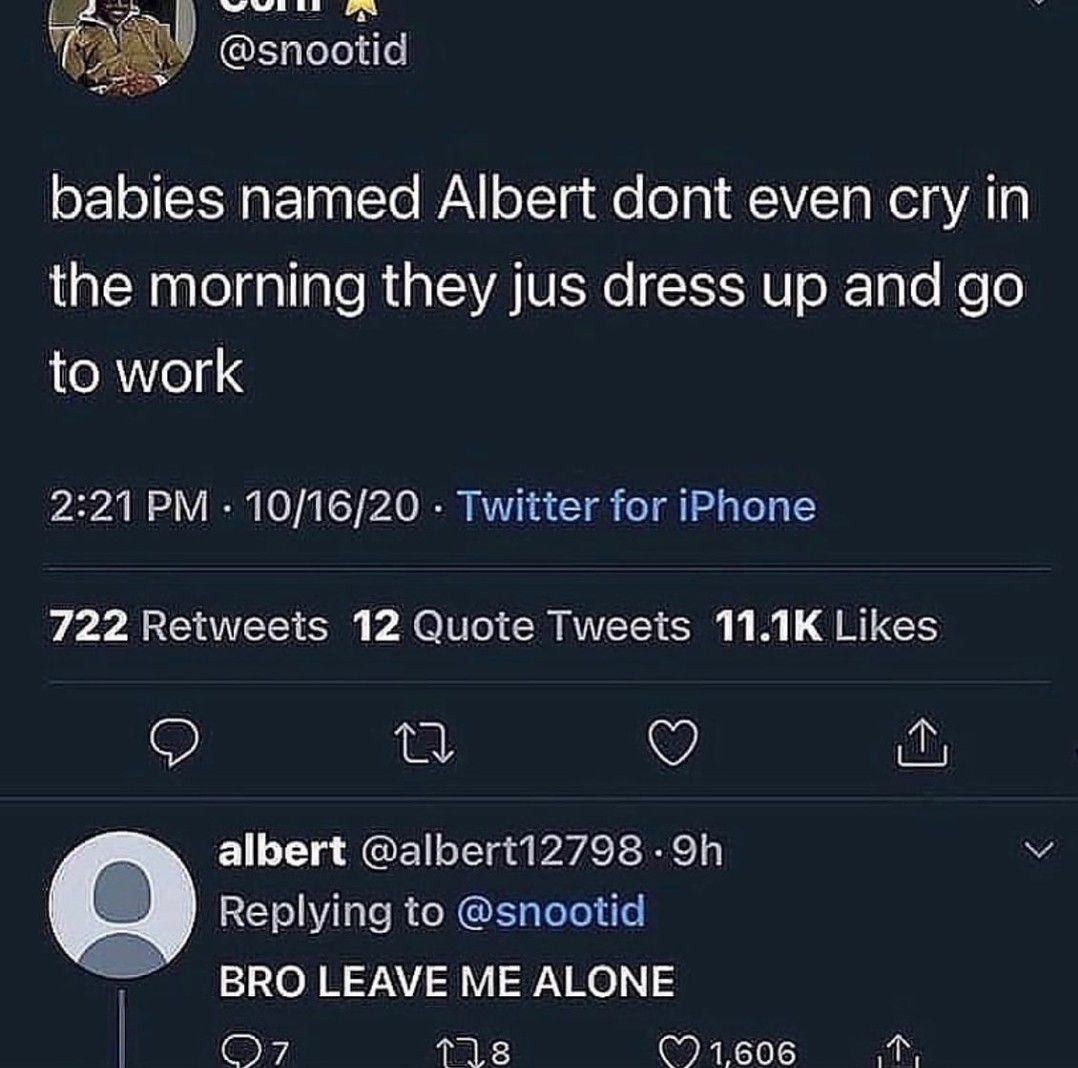 @snootid
babies named Albert dont even cry in
the morning they jus dress up and go
to work
2:21 PM · 10/16/20 · Twitter for iPhone
722 Retweets 12 Quote Tweets 11.1K Likes
albert @albert12798 · 9h
Replying to @snootid
BRO LEAVE ME ALONE
7 8 1,606